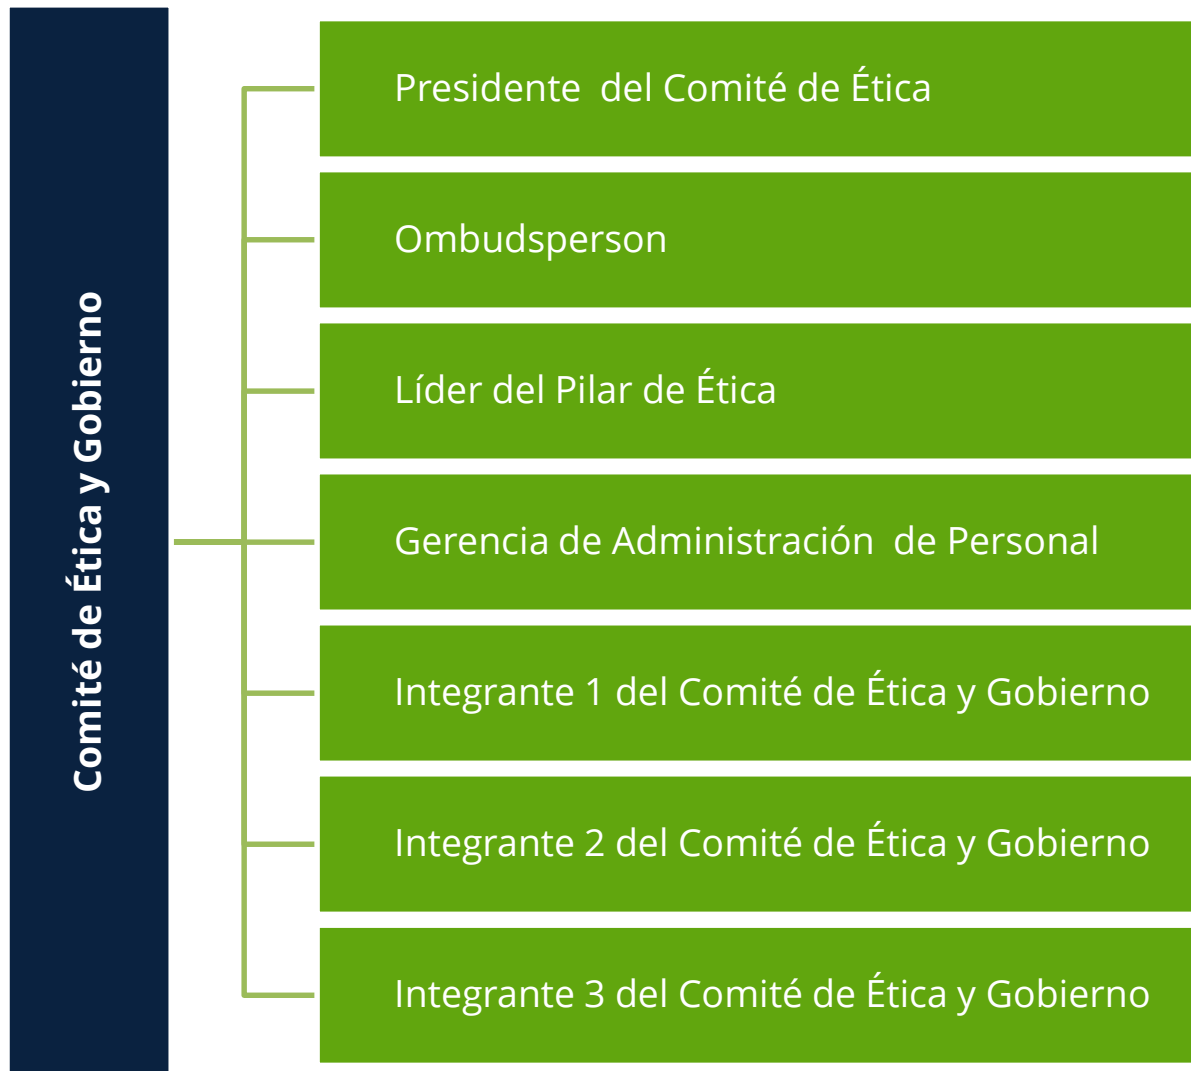 Comité de Ética y Gobierno
Presidente  del Comité de Ética
Ombudsperson
Líder del Pilar de Ética
Gerencia de Administración  de Personal
Integrante 1 del Comité de Ética y Gobierno
Integrante 2 del Comité de Ética y Gobierno
Integrante 3 del Comité de Ética y Gobierno